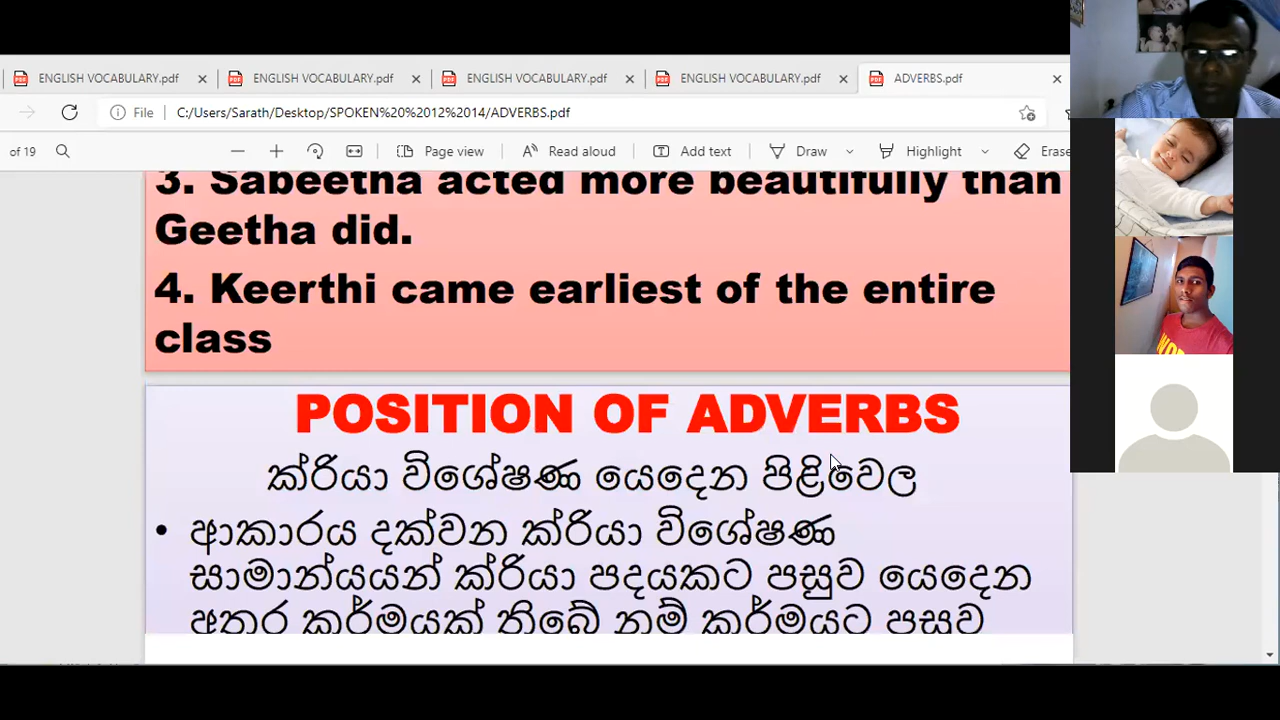 ENGLISH VOCABULARY.pdf ENGLISH VOCABULARY.pdf ENGLISH VOCABULARY.pdf ENGLISH VOCABULARY.pdf ADVERBS.pdf
File C:/Users/Sarath/Desktop/SPOKEN%20%2012%2014/ADVERBS.pdf
of 19 Page view Read aloud Add text Draw Highlight Erase
3. Sabeetha acted more beautifully than
Geetha did.
4. Keerthi came earliest of the entire
class
POSITION OF ADVERBS
ක්රියා විශේෂණ යෙදෙන පිළිවෙල
• ආකාරය දක්වන ක්රියා විශේෂණ
සාමාන්යයන් ක්රියා පදයකට පසුව යෙදෙන
අතර කර්මයක් තිබේ නම් කර්මයට පසුව